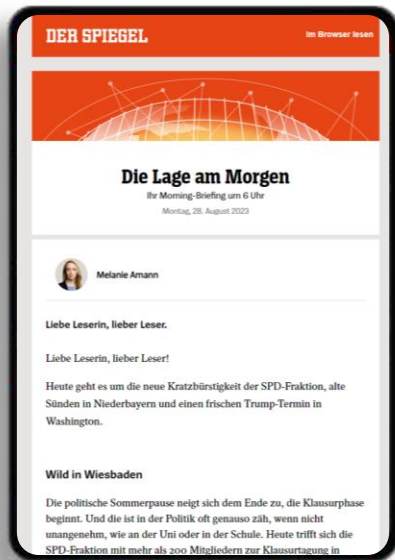 DER SPIEGEL
Im Browser lesen
Die Lage am Morgen
Ihr Morning-Briefing um 6 Uhr
Montag, 28. August 2023
Melanie Amann
Liebe Leserin, lieber Leser.
Liebe Leserin, lieber Leser!
Heute geht es um die neue Kratzbürstigkeit der SPD-Fraktion, alte
Sünden in Niederbayern und einen frischen Trump-Termin in
Washington.
Wild in Wiesbaden
Die politische Sommerpause neigt sich dem Ende zu, die Klausurphase
beginnt. Und die ist in der Politik oft genauso zäh, wenn nicht
unangenehm, wie an der Uni oder in der Schule. Heute trifft sich die
SPD-Fraktion mit mehr als 200 Mitgliedern zur Klausurtagung in